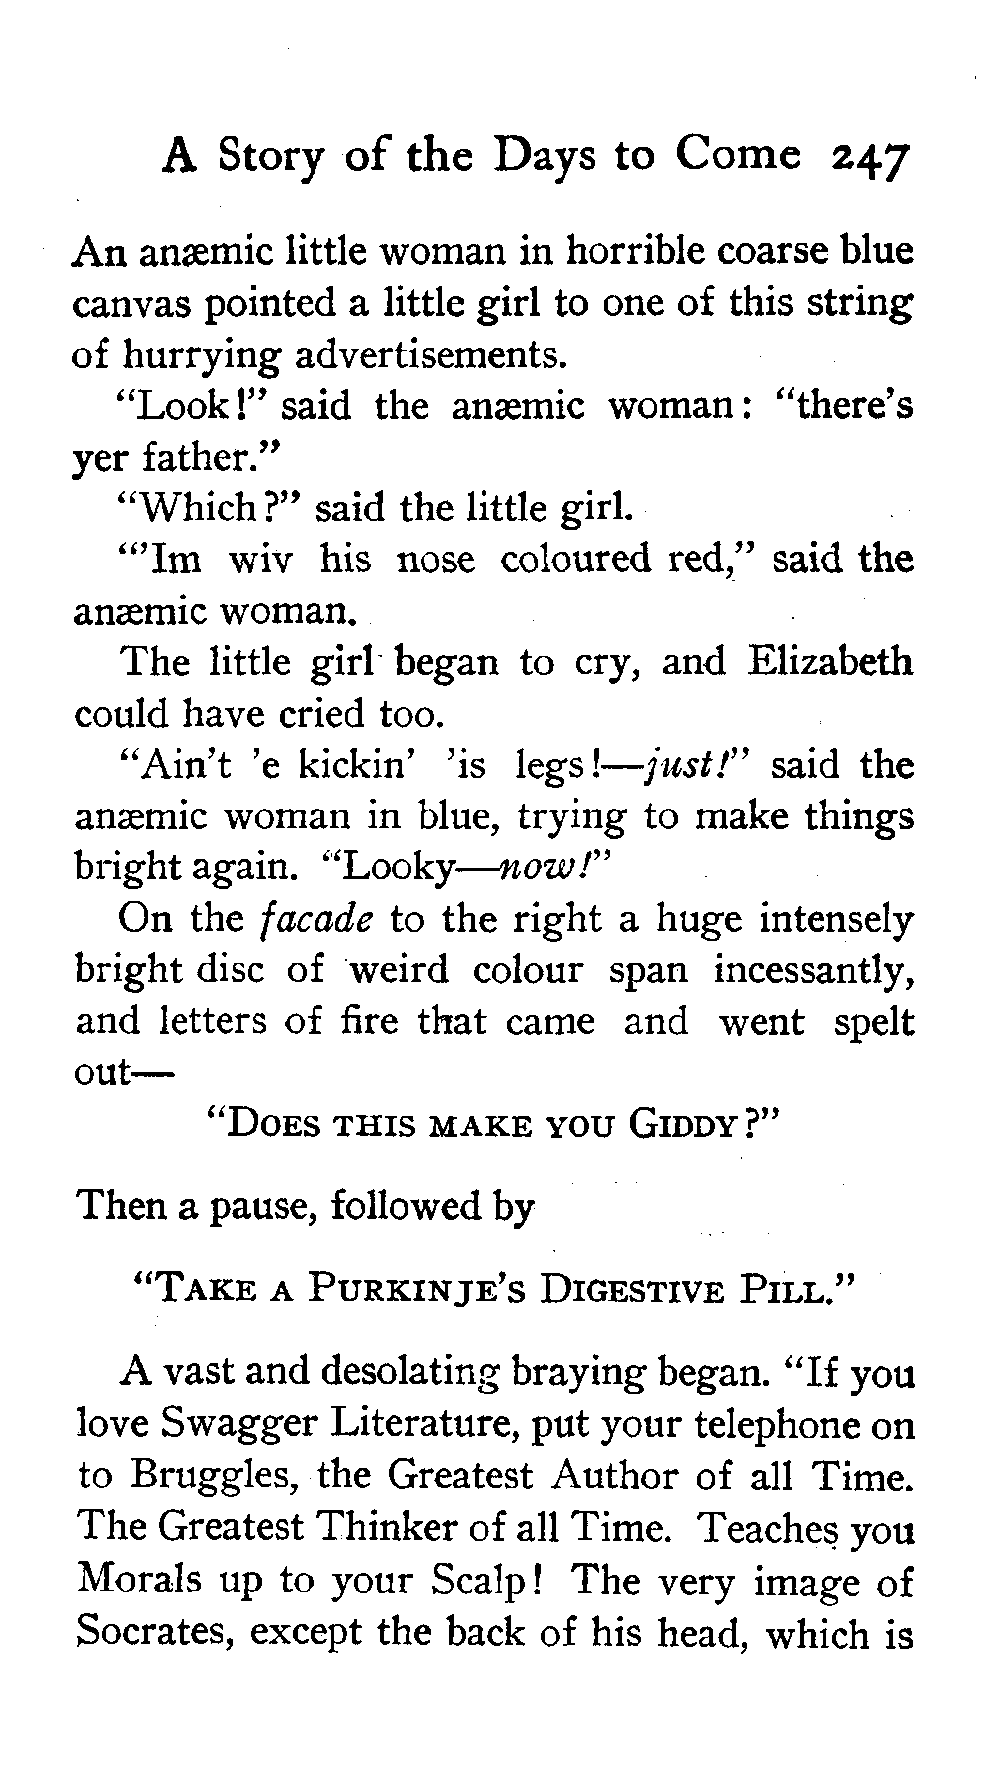 A Story of the Days to Come 247
An anæmic little woman in horrible coarse blue
canvas pointed a little girl to one of this string
of hurrying advertisements.
“Look!” said the anæmic woman: “there’s
yer father.”
“Which?” said the little girl.
“’Im wiv his nose coloured red,” said the
anæmic woman.
The little girl began to cry, and Elizabeth
could have cried too.
“Ain’t ’e kickin’ ’is legs!—just!” said the
anæmic woman in blue, trying to make things
bright again. “Looky—now!”
On the facade to the right a huge intensely
bright disc of weird colour span incessantly,
and letters of fire that came and went spelt
out—
“DOES THIS MAKE YOU GIDDY?”
Then a pause, followed by
“TAKE A PURKINJE’S DIGESTIVE PILL.”
A vast and desolating braying began. “If you
love Swagger Literature, put your telephone on
to Bruggles, the Greatest Author of all Time.
The Greatest Thinker of all Time. Teaches you
Morals up to your Scalp! The very image of
Socrates, except the back of his head, which is